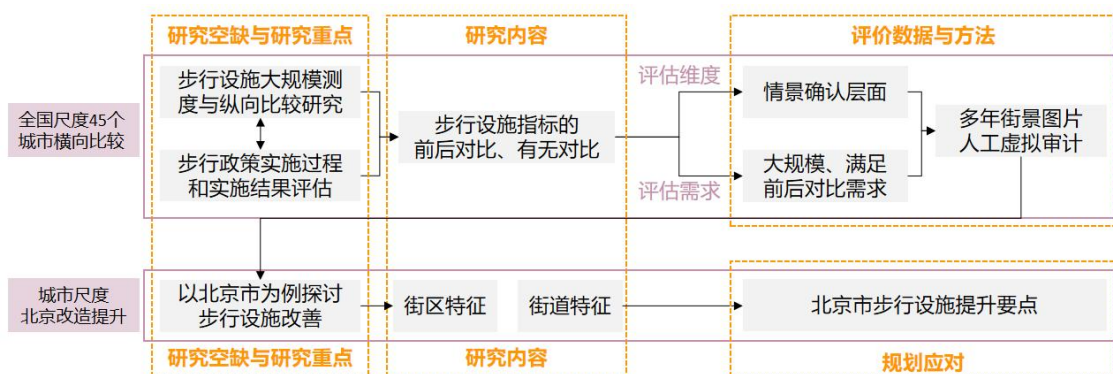 研究空缺与研究重点
研究内容
评价数据与方法
全国尺度45个
城市横向比较
步行设施大规模测
度与纵向比较研究
步行政策实施过程
和实施结果评估
步行设施指标的
前后对比、有无对比
评估维度
评估需求
情景确认层面
大规模、满足
前后对比需求
多年街景图片
人工虚拟审计
城市尺度
北京改造提升
以北京市为例探讨
步行设施改善
街区特征
街道特征
北京市步行设施提升要点
研究空缺与研究重点
研究内容
规划应对